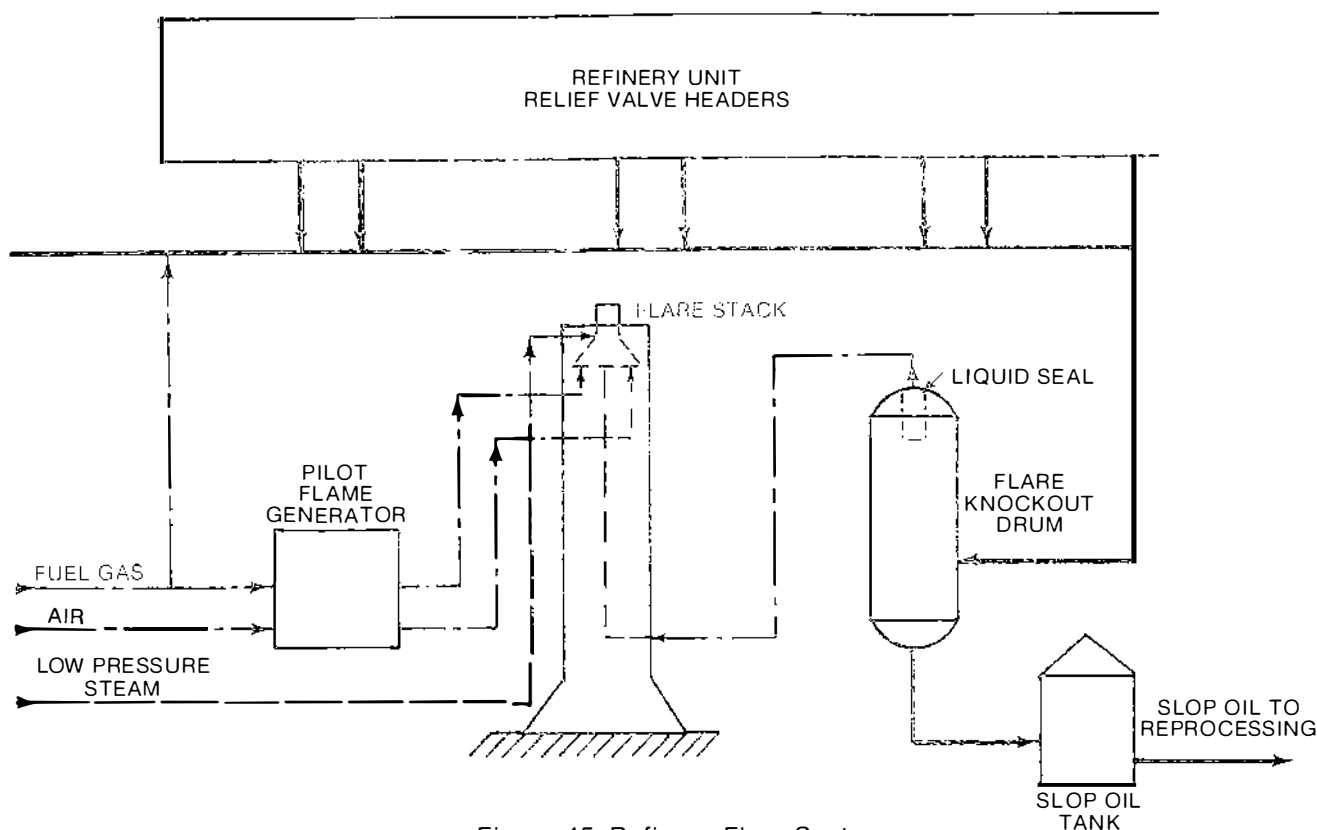 REFINERY UNIT
RELIEF VALVE HEADERS
FLARE STACK
LIQUID SEAL
PILOT
FLAME
GENERATOR
FLARE
KNOCKOUT
DRUM
FUEL GAS
AIR
LOW PRESSURE
STEAM
SLOP OIL TO
REPROCESSING
SLOP OIL
TANK